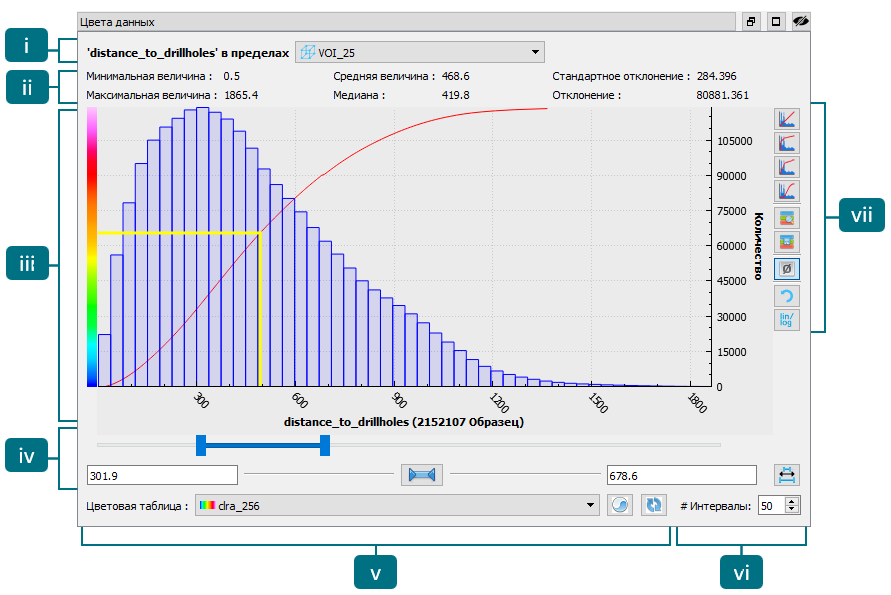 Цвета данных
i
'distance_to_drillholes' в пределах VOI_25
ii
Минимальная величина : 0.5 Средняя величина : 468.6 Стандартное отклонение : 284.396
Максимальная величина : 1865.4 Медиана : 419.8 Отклонение : 80881.361
iii
105000
90000
75000
60000
45000
30000
15000
0
Количество
vii
lin/
log
300 600 900 1200 1500 1800
distance_to_drillholes (2152107 Образец)
iv
301.9 678.6
Цветовая таблица : clra_256 # Интервалы: 50
v
vi